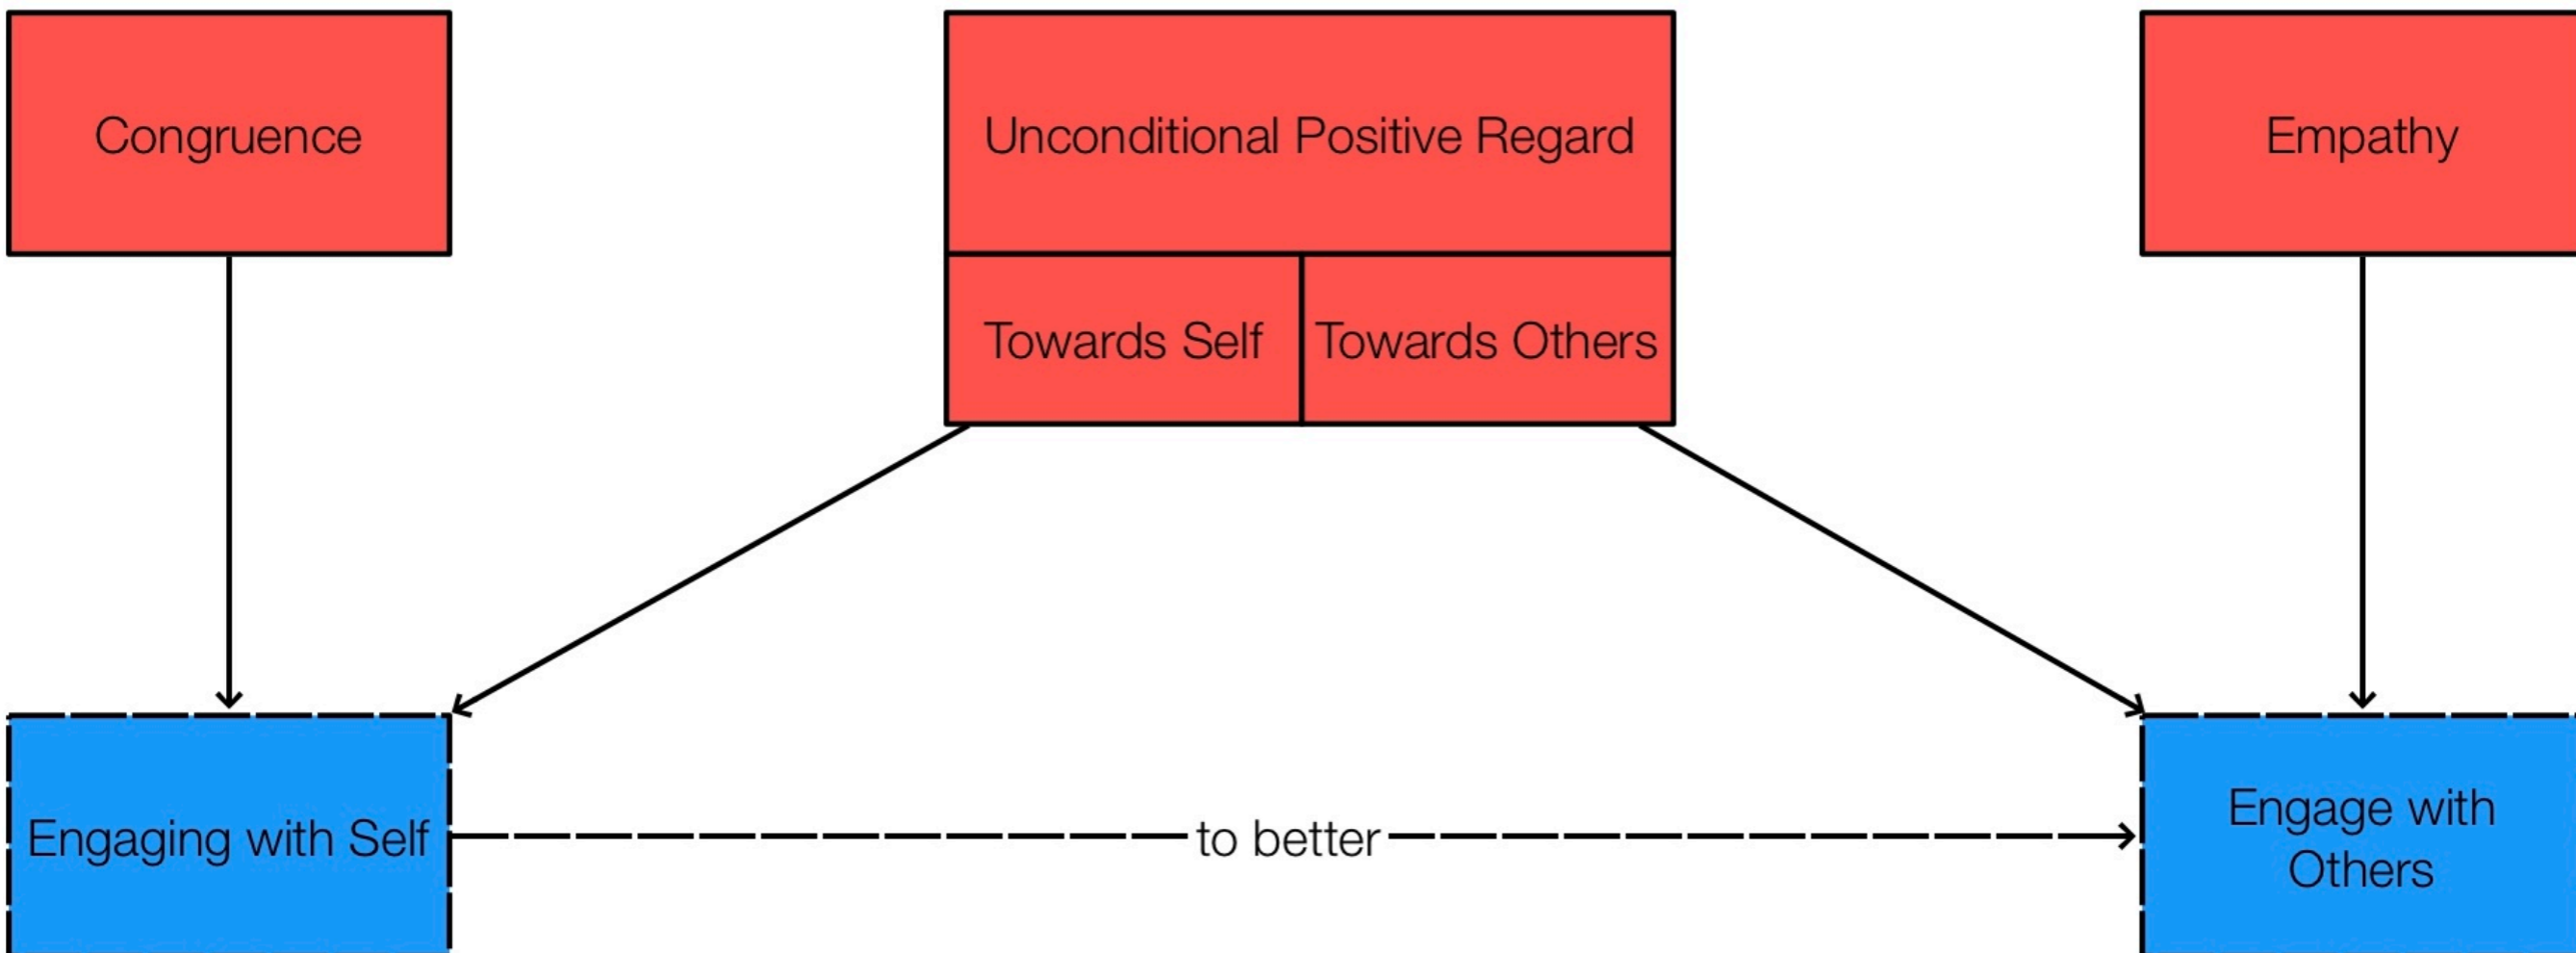 Congruence
Unconditional Positive Regard
Empathy
Towards Self
Towards Others
Engaging with Self
to better
Engage with
Others